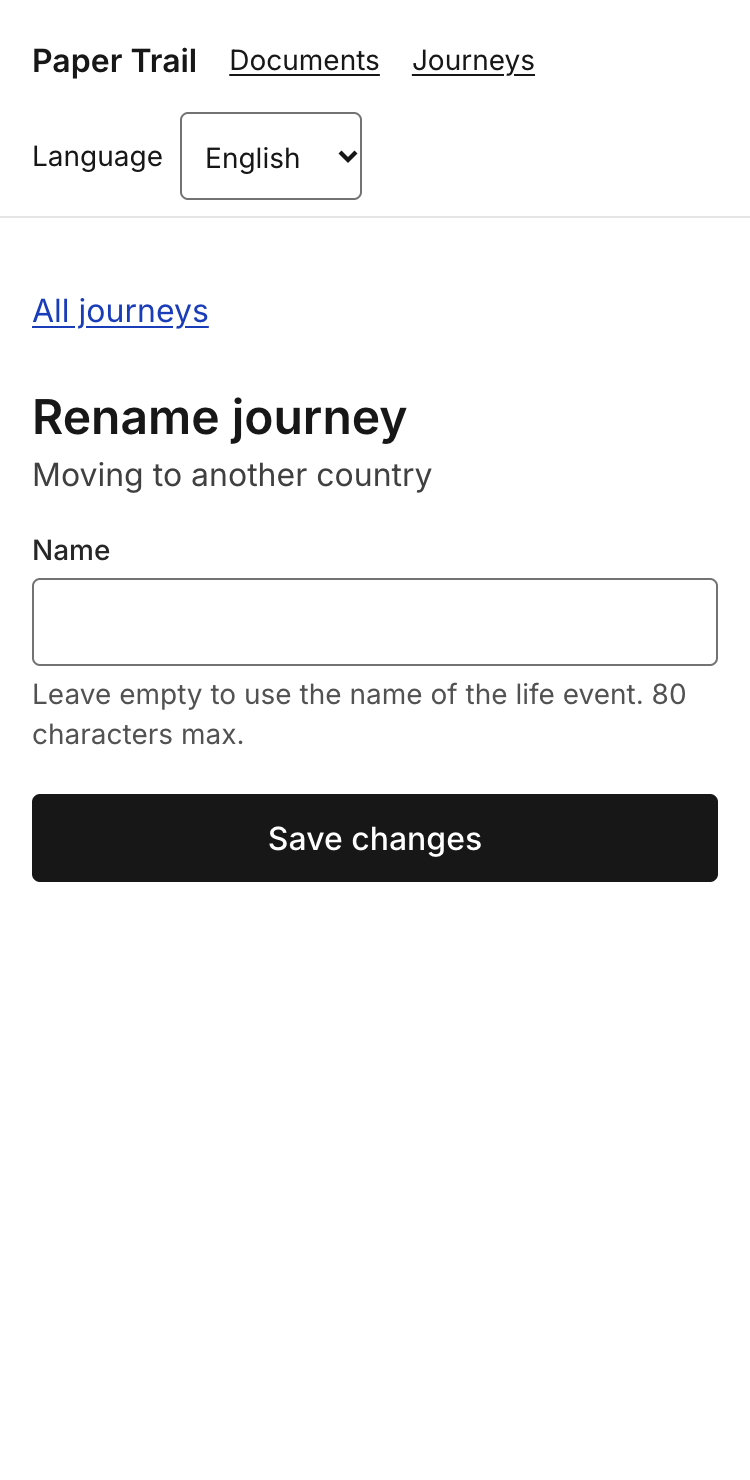 Paper Trail Documents Journeys
Language English
All journeys
Rename journey
Moving to another country
Name
Leave empty to use the name of the life event. 80
characters max.
Save changes